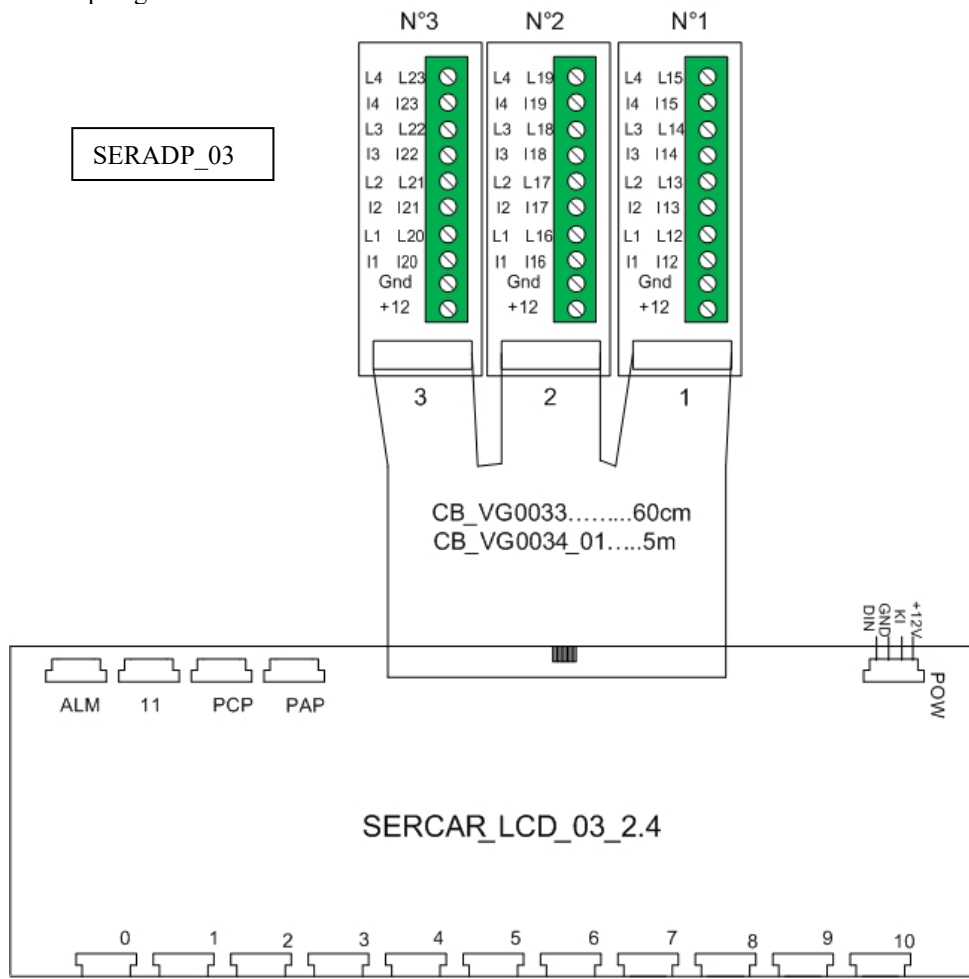 N°3 N°2 N°1
SERADP_03
L4 L23
I4 I23
L3 L22
I3 I22
L2 L21
I2 I21
L1 L20
I1 I20
Gnd
+12
L4 L19
I4 I19
L3 L18
I3 I18
L2 L17
I2 I17
L1 L16
I1 I16
Gnd
+12
L4 L15
I4 I15
L3 L14
I3 I14
L2 L13
I2 I13
L1 L12
I1 I12
Gnd
+12
3 2 1
CB_VG0033.........60cm
CB_VG0034_01.....5m
DIN
GND
KI
+12V
POW
ALM 11 PCP PAP
SERCAR_LCD_03_2.4
0 1 2 3 4 5 6 7 8 9 10